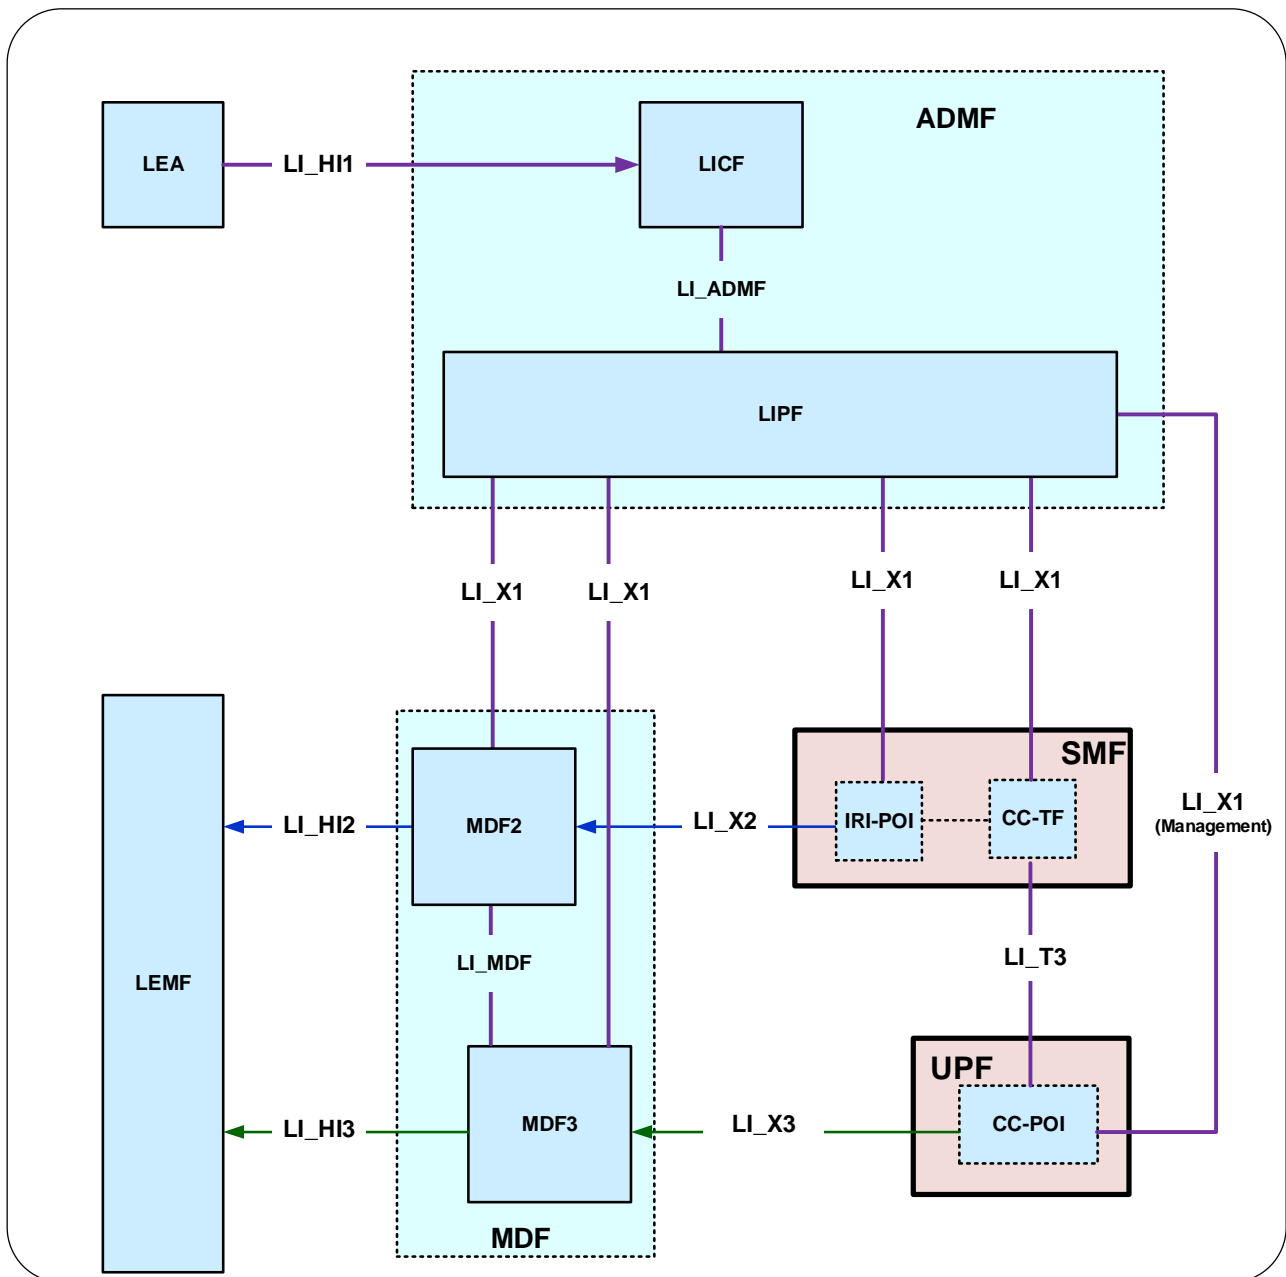 ADMF
LEA
LI_HI1
LICF
LI_ADMF
LIPF
LI_X1
LI_X1
LI_X1
LI_X1
SMF
LI_X1
(Management)
LI_HI2
MDF2
LI_X2
IRI-POI
CC-TF
LEMF
LI_MDF
LI_T3
UPF
LI_HI3
MDF3
LI_X3
CC-POI
MDF